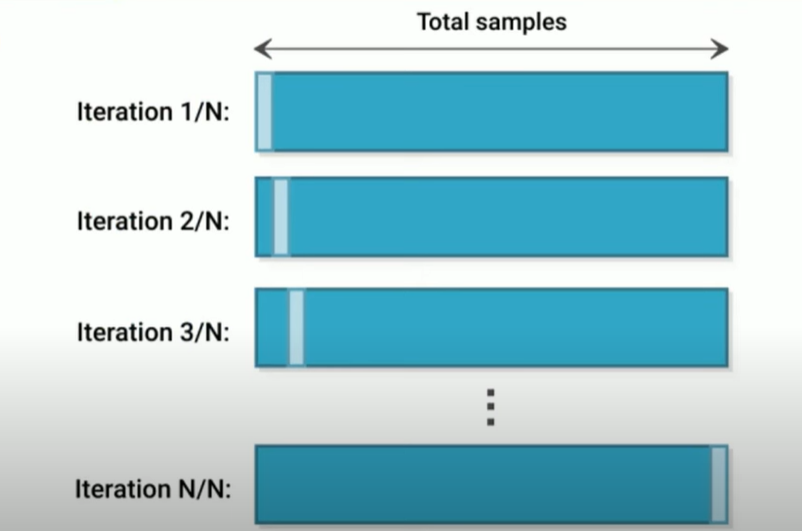 Total samples
Iteration 1/N:
Iteration 2/N:
Iteration 3/N:
Iteration N/N: